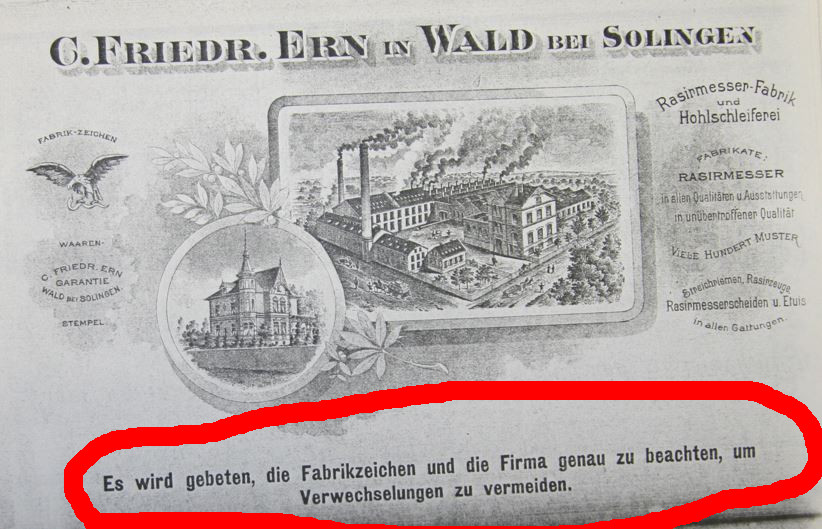 C. FRIEDR. ERN IN WALD BEI SOLINGEN
FABRIK-ZEICHEN
WAAREN-
C. FRIEDR. ERN
GARANTIE
WALD BEI SOLINGEN.
STEMPEL
Rasirmesser-Fabrik
und
Hohlschleiferei
FABRIKATE:
RASIRMESSER
in allen Qualitäten u. Ausstattungen
in unübertroffener Qualität
VIELE HUNDERT MUSTER
Streichriemen, Rasirzeuge,
Rasirmesserscheiden u. Etuis
in allen Gattungen.
Es wird gebeten, die Fabrikzeichen und die Firma genau zu beachten, um
Verwechselungen zu vermeiden.